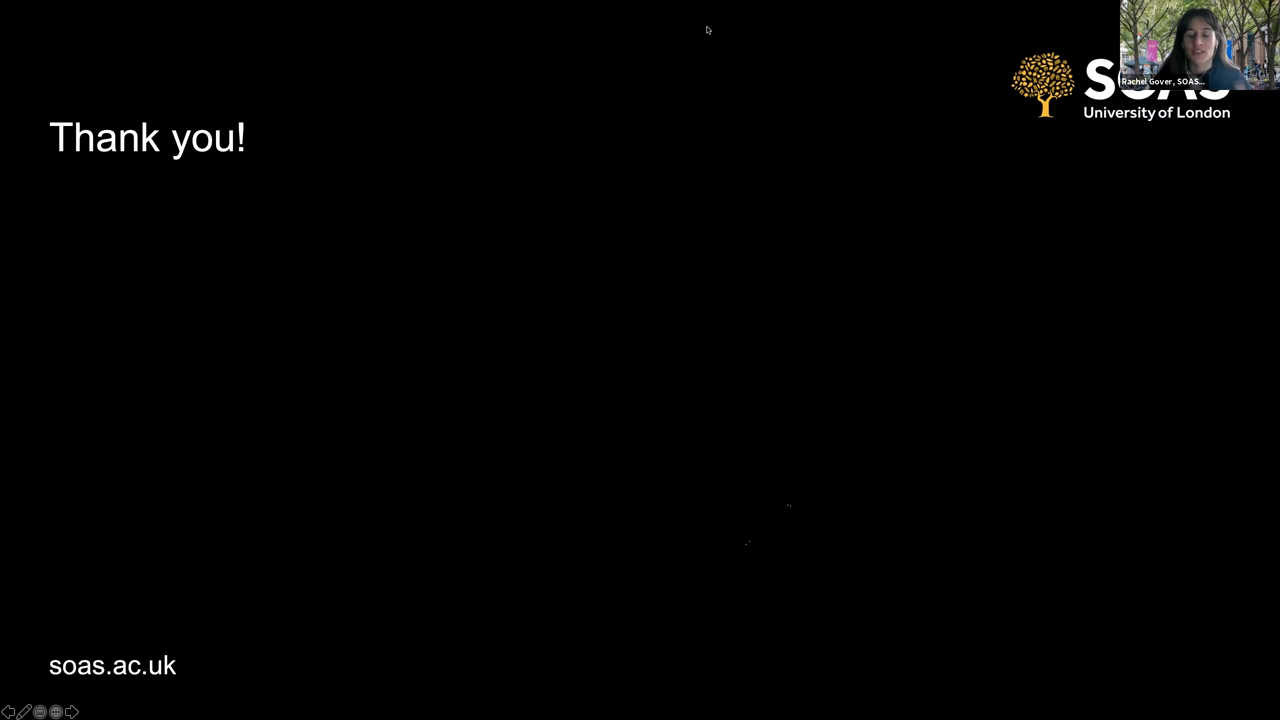 Rachel Gover, SOAS...
SOAS
University of London
Thank you!
soas.ac.uk